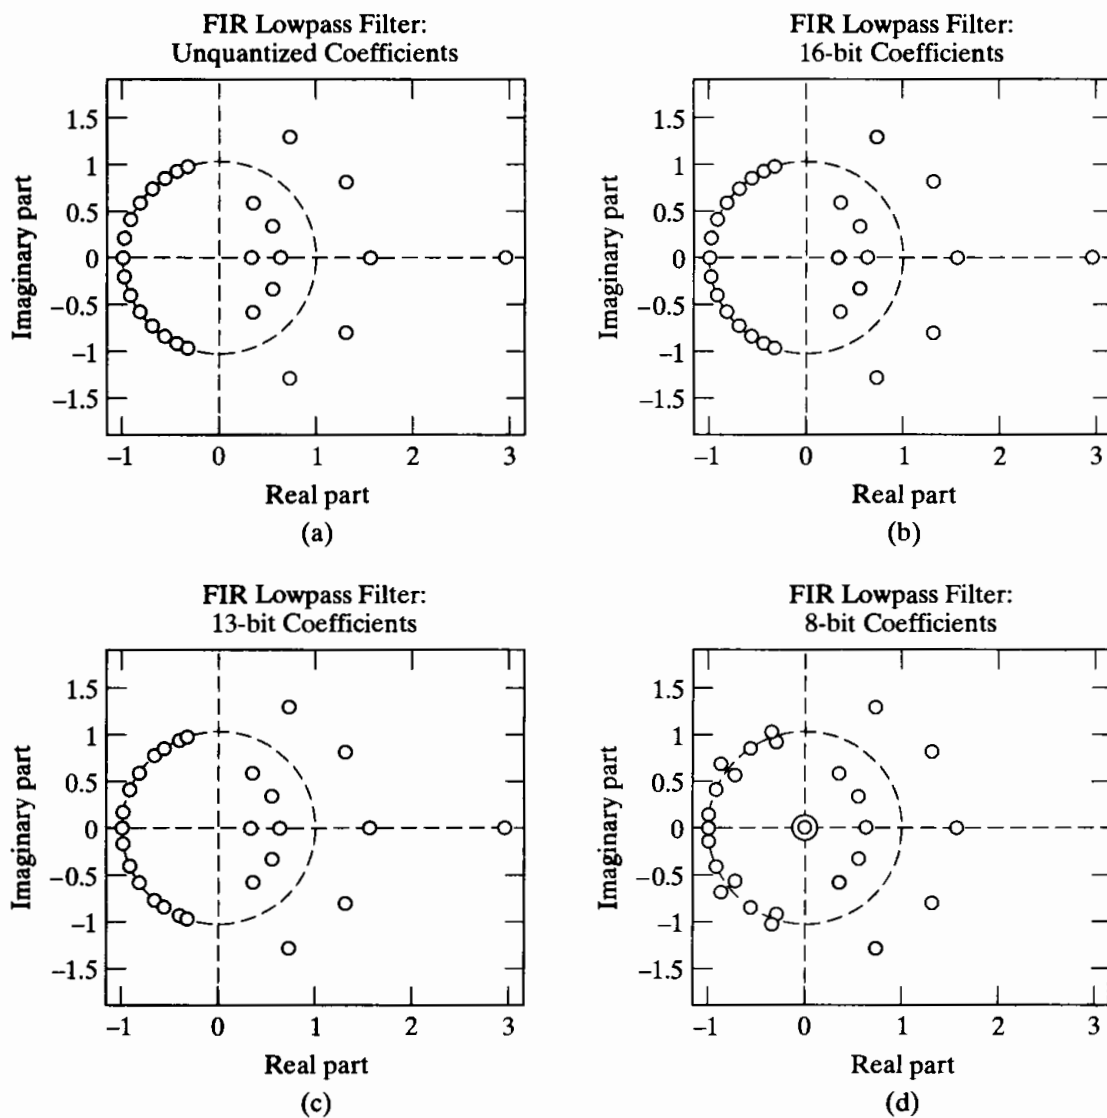 FIR Lowpass Filter:
Unquantized Coefficients
1.5
1
0.5
0
−0.5
−1
−1.5
Imaginary part
−1 0 1 2 3
Real part
(a)
FIR Lowpass Filter:
16-bit Coefficients
1.5
1
0.5
0
−0.5
−1
−1.5
Imaginary part
−1 0 1 2 3
Real part
(b)
FIR Lowpass Filter:
13-bit Coefficients
1.5
1
0.5
0
−0.5
−1
−1.5
Imaginary part
−1 0 1 2 3
Real part
(c)
FIR Lowpass Filter:
8-bit Coefficients
1.5
1
0.5
0
−0.5
−1
−1.5
Imaginary part
−1 0 1 2 3
Real part
(d)